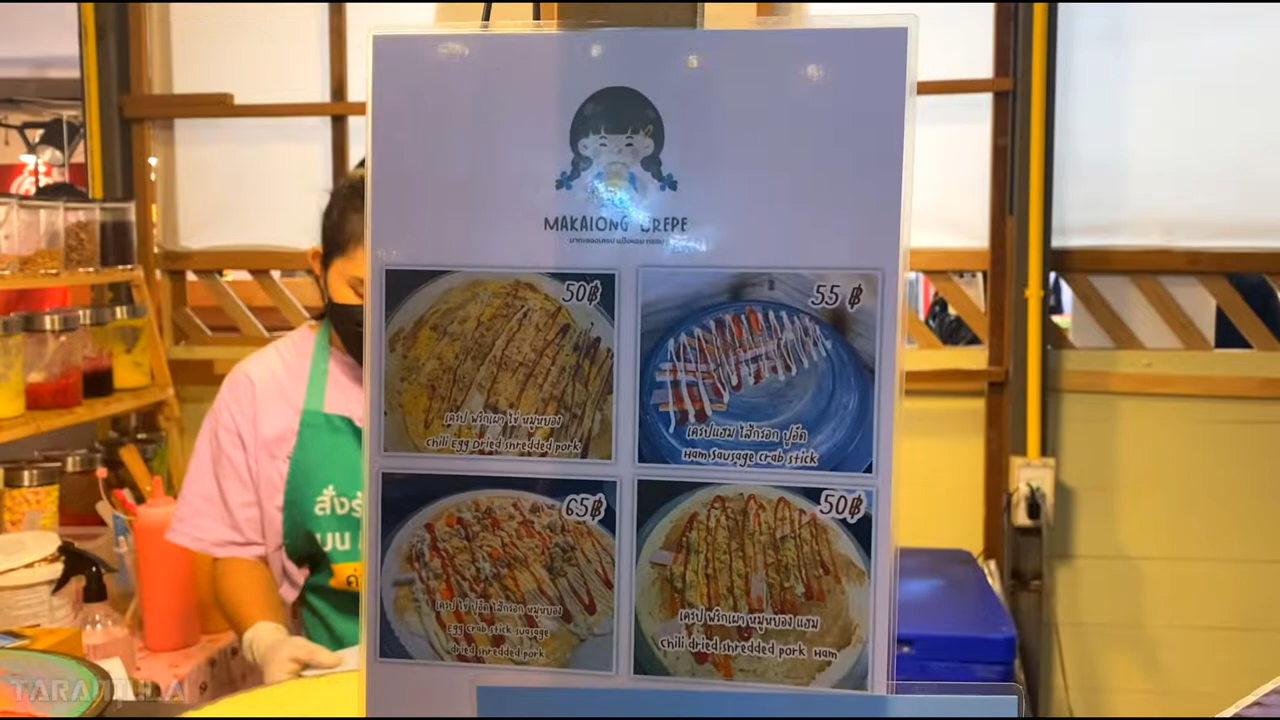 MAKALONG CREPE
50฿
เครป พริกเผา ไข่ หมูหยอง
Chili Egg Dried shredded pork
55 ฿
เครปแฮม ไส้กรอก ปูอัด
Ham Sausage Crab stick
65฿
เครป ไข่ ปูอัด ไส้กรอก หมูหยอง
Egg Crab stick suasage
dried shredded pork
50฿
เครป พริกเผา หมูหยอง แฮม
Chili dried shredded pork Ham
TARANTULA